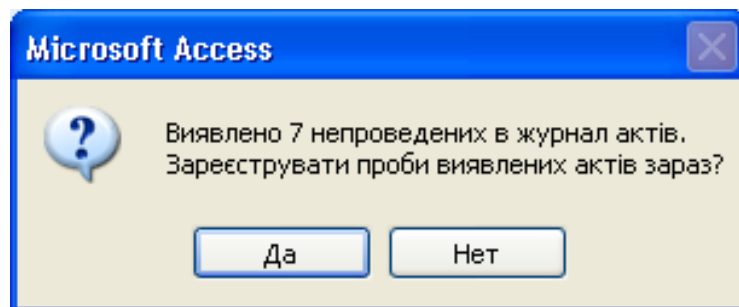 Microsoft Access
Виявлено 7 непроведених в журнал актів.
Зареєструвати проби виявлених актів зараз?
Да
Нет